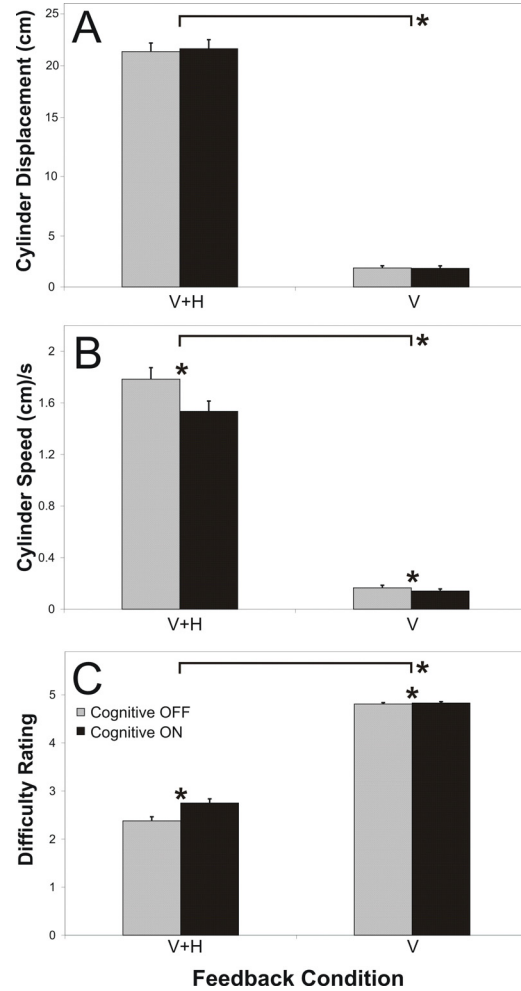 A
Cylinder Displacement (cm)
25
20
15
10
5
0
*
V+H
V
B
Cylinder Speed (cm)/s
2
1.6
1.2
0.8
0.4
0
*
*
*
V+H
V
C
Difficulty Rating
5
4
3
2
1
0
Cognitive OFF
Cognitive ON
*
*
*
V+H
V
Feedback Condition